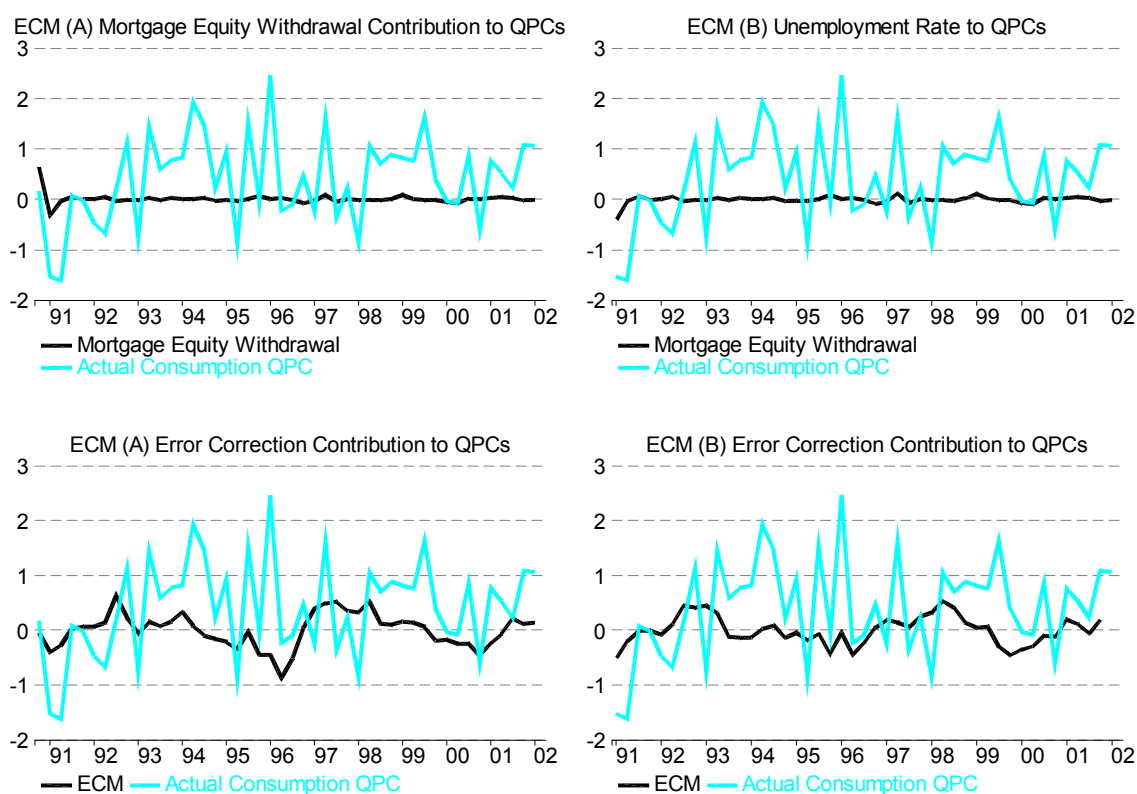 ECM (A) Mortgage Equity Withdrawal Contribution to QPCs
3
2
1
0
-1
-2
91 92 93 94 95 96 97 98 99 00 01 02
Mortgage Equity Withdrawal
Actual Consumption QPC
ECM (B) Unemployment Rate to QPCs
3
2
1
0
-1
-2
91 92 93 94 95 96 97 98 99 00 01 02
Mortgage Equity Withdrawal
Actual Consumption QPC
ECM (A) Error Correction Contribution to QPCs
3
2
1
0
-1
-2
91 92 93 94 95 96 97 98 99 00 01 02
ECM Actual Consumption QPC
ECM (B) Error Correction Contribution to QPCs
3
2
1
0
-1
-2
91 92 93 94 95 96 97 98 99 00 01 02
ECM Actual Consumption QPC